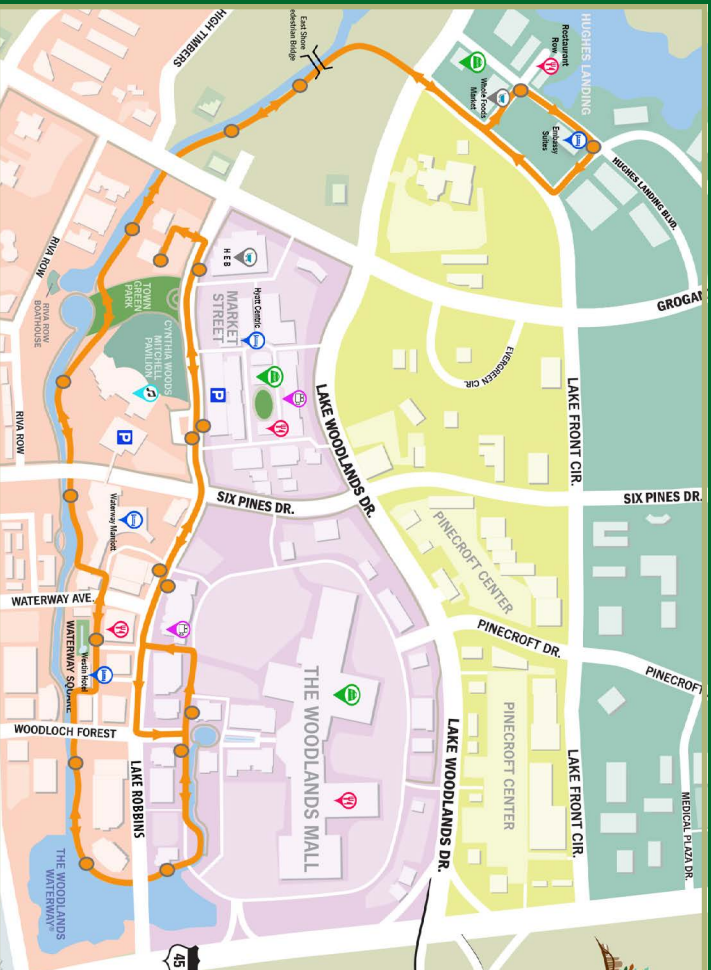 HIGH TIMBERS
East Shore
edestrian Bridge
HUGHES LANDING
Restaurant
Row
Whole Foods
Market
Embassy
Suites
HUGHES LANDING BLVD.
GROGAN
RIVA ROW
RIVA ROW
BOATHOUSE
RIVA ROW
TOWN
GREEN
PARK
CYNTHIA WOODS
MITCHELL
PAVILION
HEB
MARKET
STREET
Hyatt Centric
P
P
EVERGREEN CIR.
LAKE WOODLANDS DR.
LAKE FRONT CIR.
SIX PINES DR.
SIX PINES DR.
Waterway Marriott
PINECROFT CENTER
WATERWAY AVE.
WATERWAY SQUARE
Westin Hotel
PINECROFT DR.
PINECROFT
THE WOODLANDS MALL
PINECROFT CENTER
WOODLOCH FOREST
LAKE ROBBINS
LAKE WOODLANDS DR.
LAKE FRONT CIR.
MEDICAL PLAZA DR.
THE WOODLANDS
WATERWAY®
45